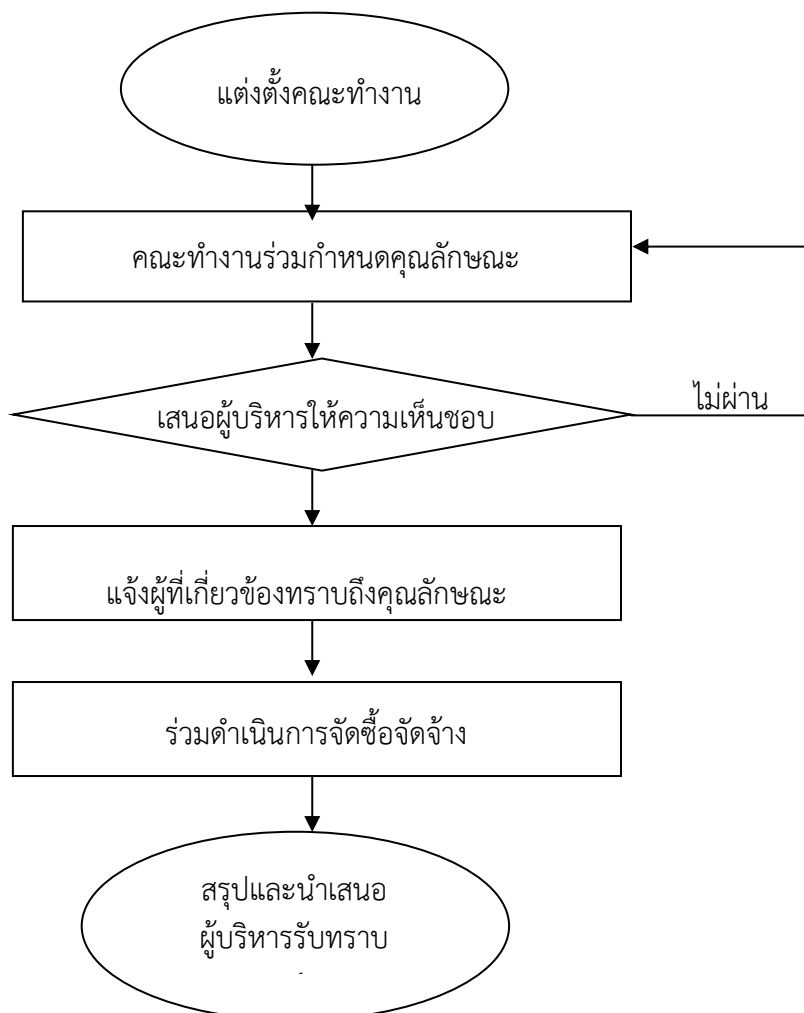 แต่งตั้งคณะทำงาน
คณะทำงานร่วมกำหนดคุณลักษณะ
เสนอผู้บริหารให้ความเห็นชอบ
ไม่ผ่าน
แจ้งผู้ที่เกี่ยวข้องทราบถึงคุณลักษณะ
ร่วมดำเนินการจัดซื้อจัดจ้าง
สรุปและนำเสนอ
ผู้บริหารรับทราบ